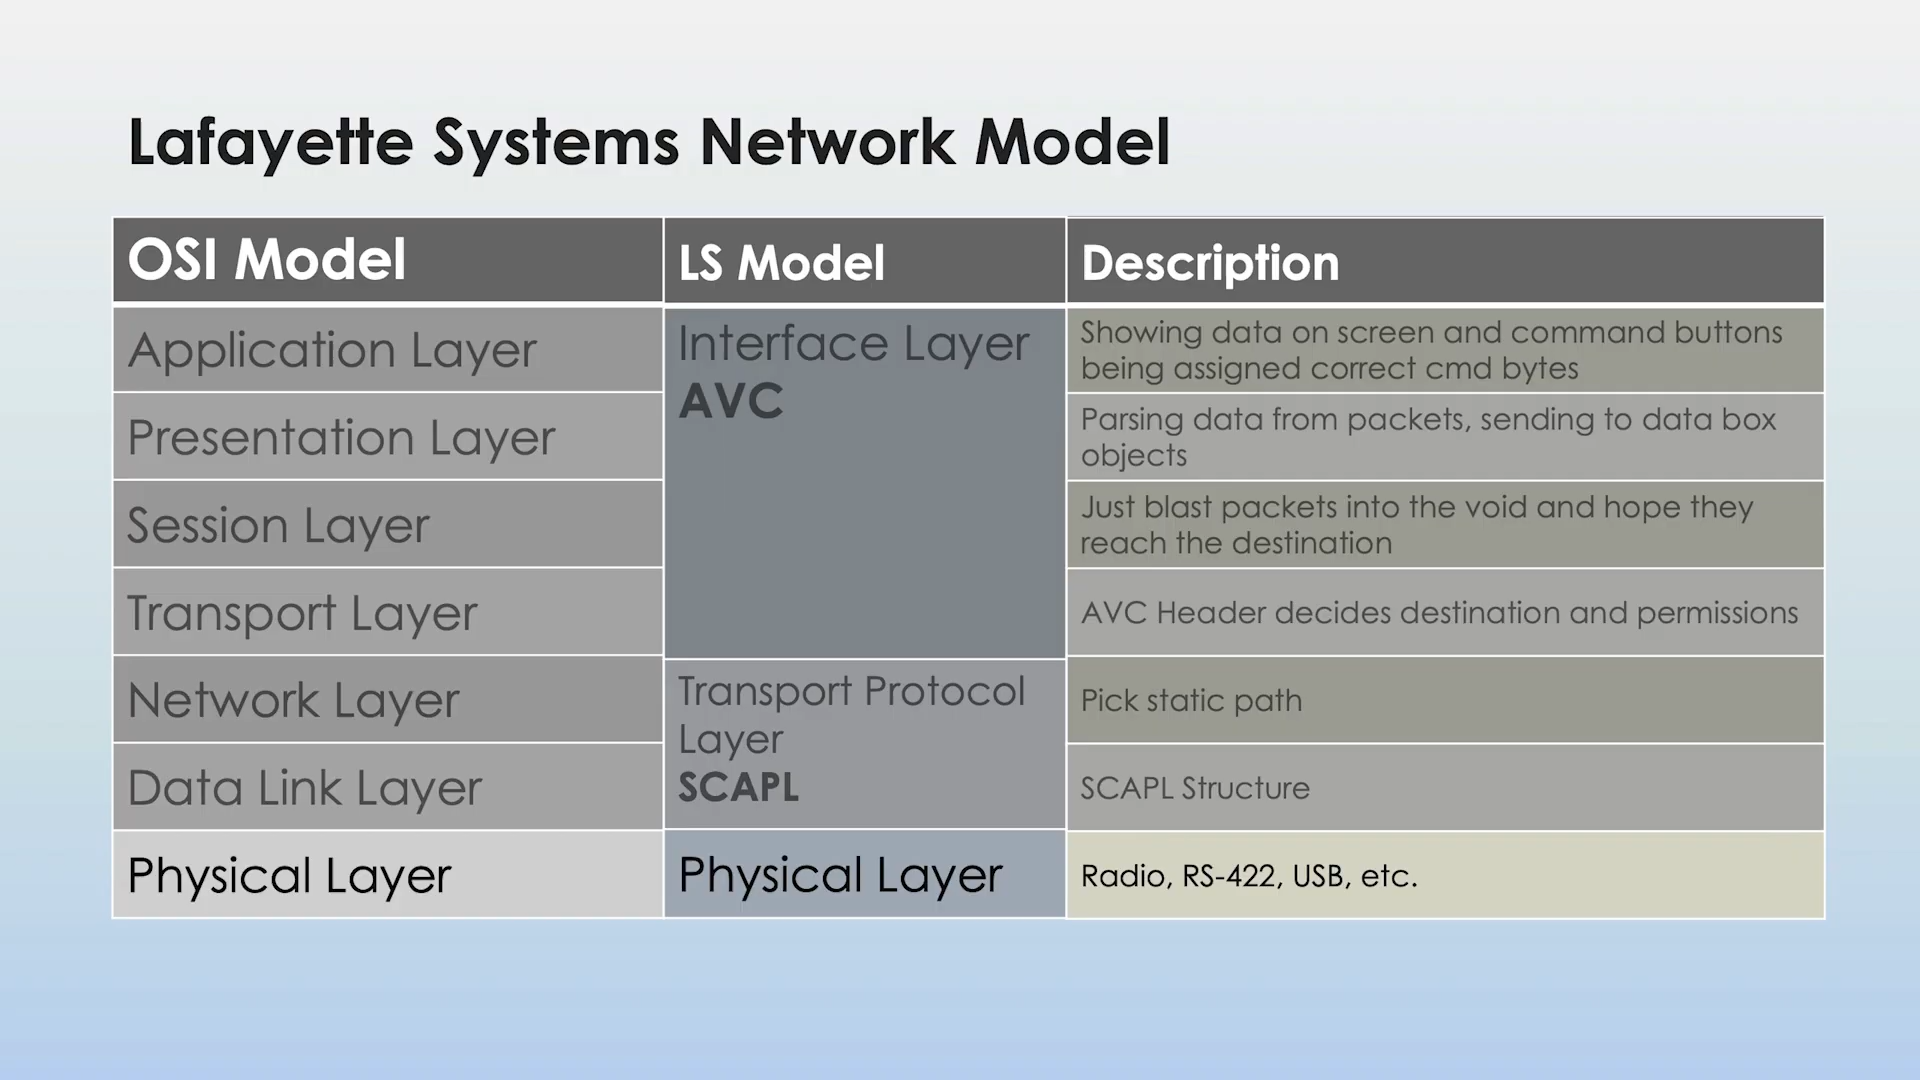 Lafayette Systems Network Model
OSI Model
LS Model
Description
Application Layer
Interface Layer
AVC
Showing data on screen and command buttons
being assigned correct cmd bytes
Presentation Layer
Parsing data from packets, sending to data box
objects
Session Layer
Just blast packets into the void and hope they
reach the destination
Transport Layer
AVC Header decides destination and permissions
Network Layer
Transport Protocol
Layer
SCAPL
Pick static path
Data Link Layer
SCAPL Structure
Physical Layer
Physical Layer
Radio, RS-422, USB, etc.